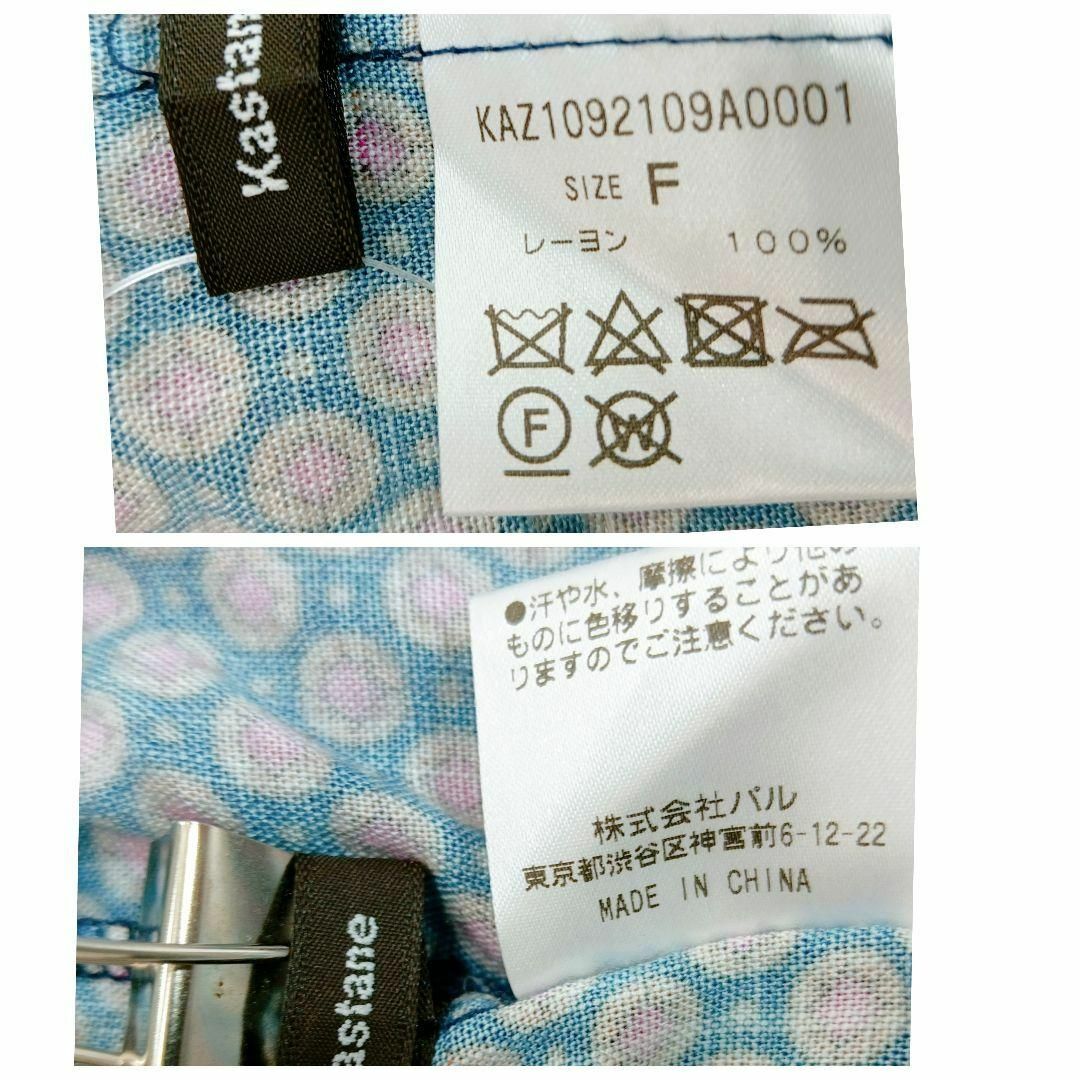 Kastane
KAZ1092109A0001
SIZE F
レーヨン 100%
F
W
●汗や水、摩擦により他の
ものに色移りすることがあ
りますのでご注意ください。
株式会社パル
東京都渋谷区神宮前6-12-22
MADE IN CHINA
astane